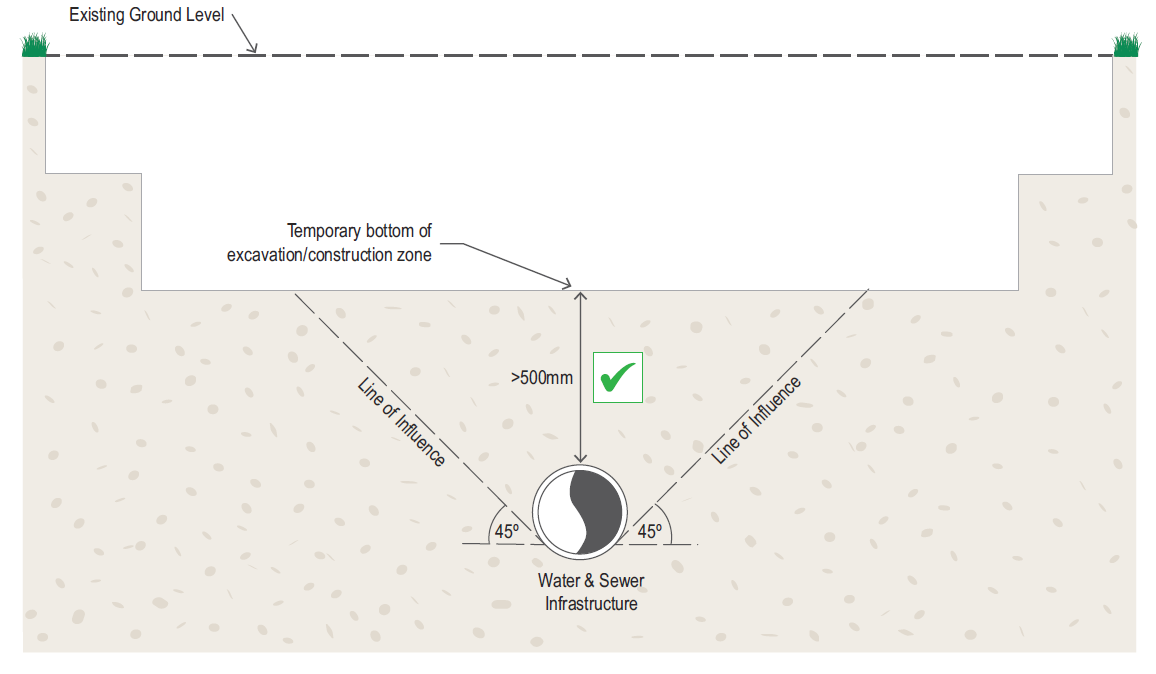 Existing Ground Level
Temporary bottom of
excavation/construction zone
>500mm
Line of Influence
Line of Influence
45º
45º
Water & Sewer
Infrastructure